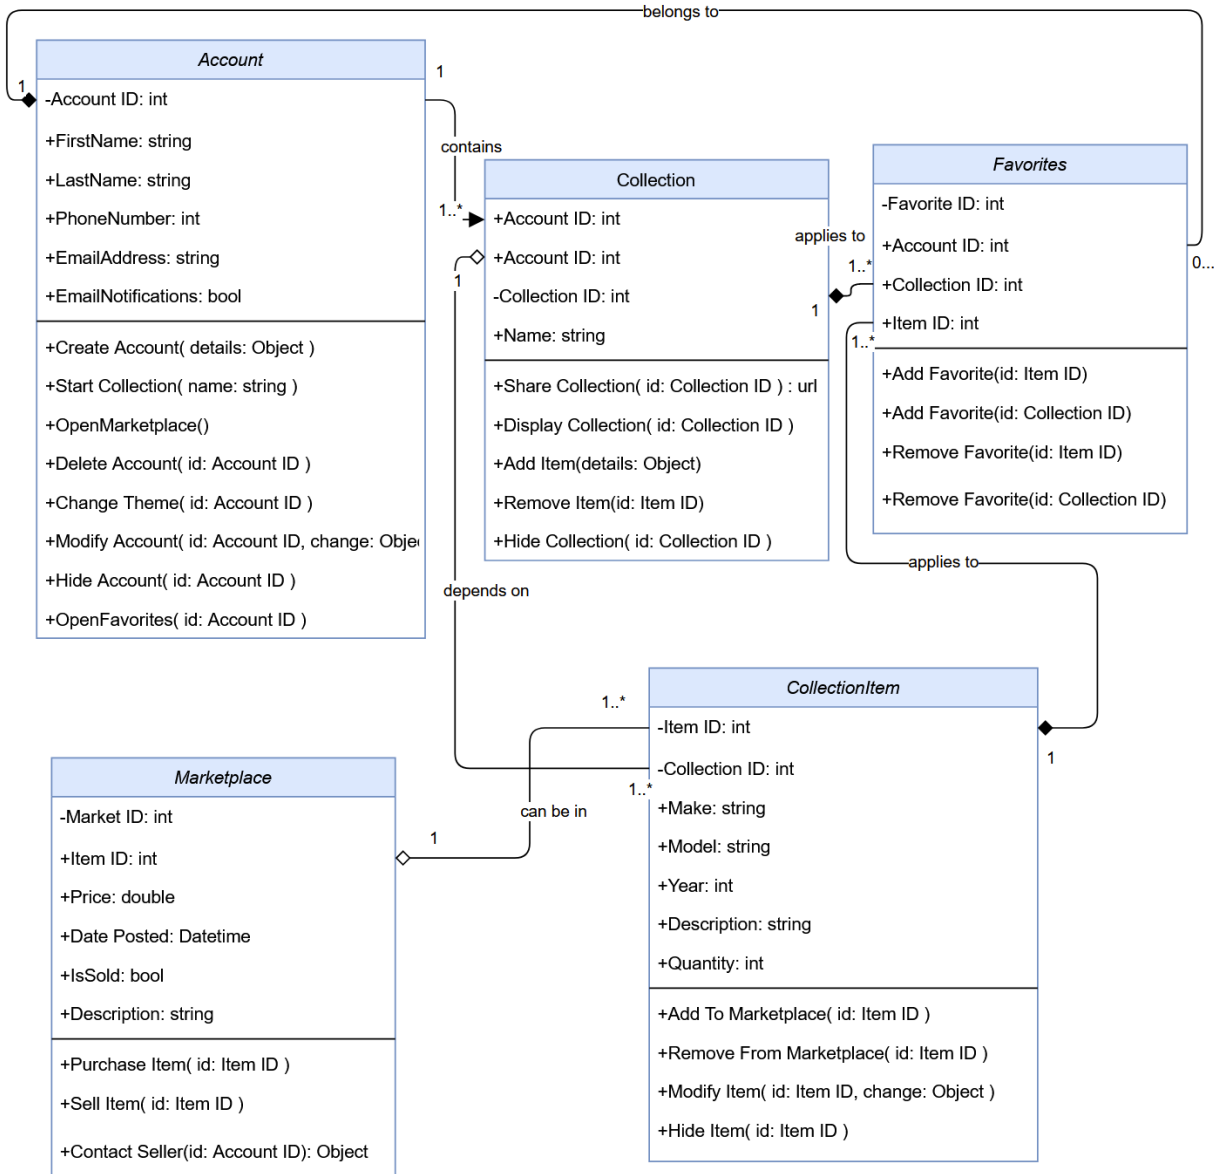 belongs to
Account
1
1
-Account ID: int
+FirstName: string
+LastName: string
+PhoneNumber: int
+EmailAddress: string
+EmailNotifications: bool
+Create Account( details: Object )
+Start Collection( name: string )
+OpenMarketplace()
+Delete Account( id: Account ID )
+Change Theme( id: Account ID )
+Modify Account( id: Account ID, change: Obje
+Hide Account( id: Account ID )
+OpenFavorites( id: Account ID )
contains
1..*
Collection
+Account ID: int
+Account ID: int
-Collection ID: int
+Name: string
+Share Collection( id: Collection ID ) : url
+Display Collection( id: Collection ID )
+Add Item(details: Object)
+Remove Item(id: Item ID)
+Hide Collection( id: Collection ID )
1
depends on
applies to
1..*
1
Favorites
-Favorite ID: int
+Account ID: int
+Collection ID: int
+Item ID: int
+Add Favorite(id: Item ID)
+Add Favorite(id: Collection ID)
+Remove Favorite(id: Item ID)
+Remove Favorite(id: Collection ID)
0...
1..*
applies to
CollectionItem
-Item ID: int
-Collection ID: int
+Make: string
+Model: string
+Year: int
+Description: string
+Quantity: int
+Add To Marketplace( id: Item ID )
+Remove From Marketplace( id: Item ID )
+Modify Item( id: Item ID, change: Object )
+Hide Item( id: Item ID )
1
1..*
1..*
can be in
1
Marketplace
-Market ID: int
+Item ID: int
+Price: double
+Date Posted: Datetime
+IsSold: bool
+Description: string
+Purchase Item( id: Item ID )
+Sell Item( id: Item ID )
+Contact Seller(id: Account ID): Object